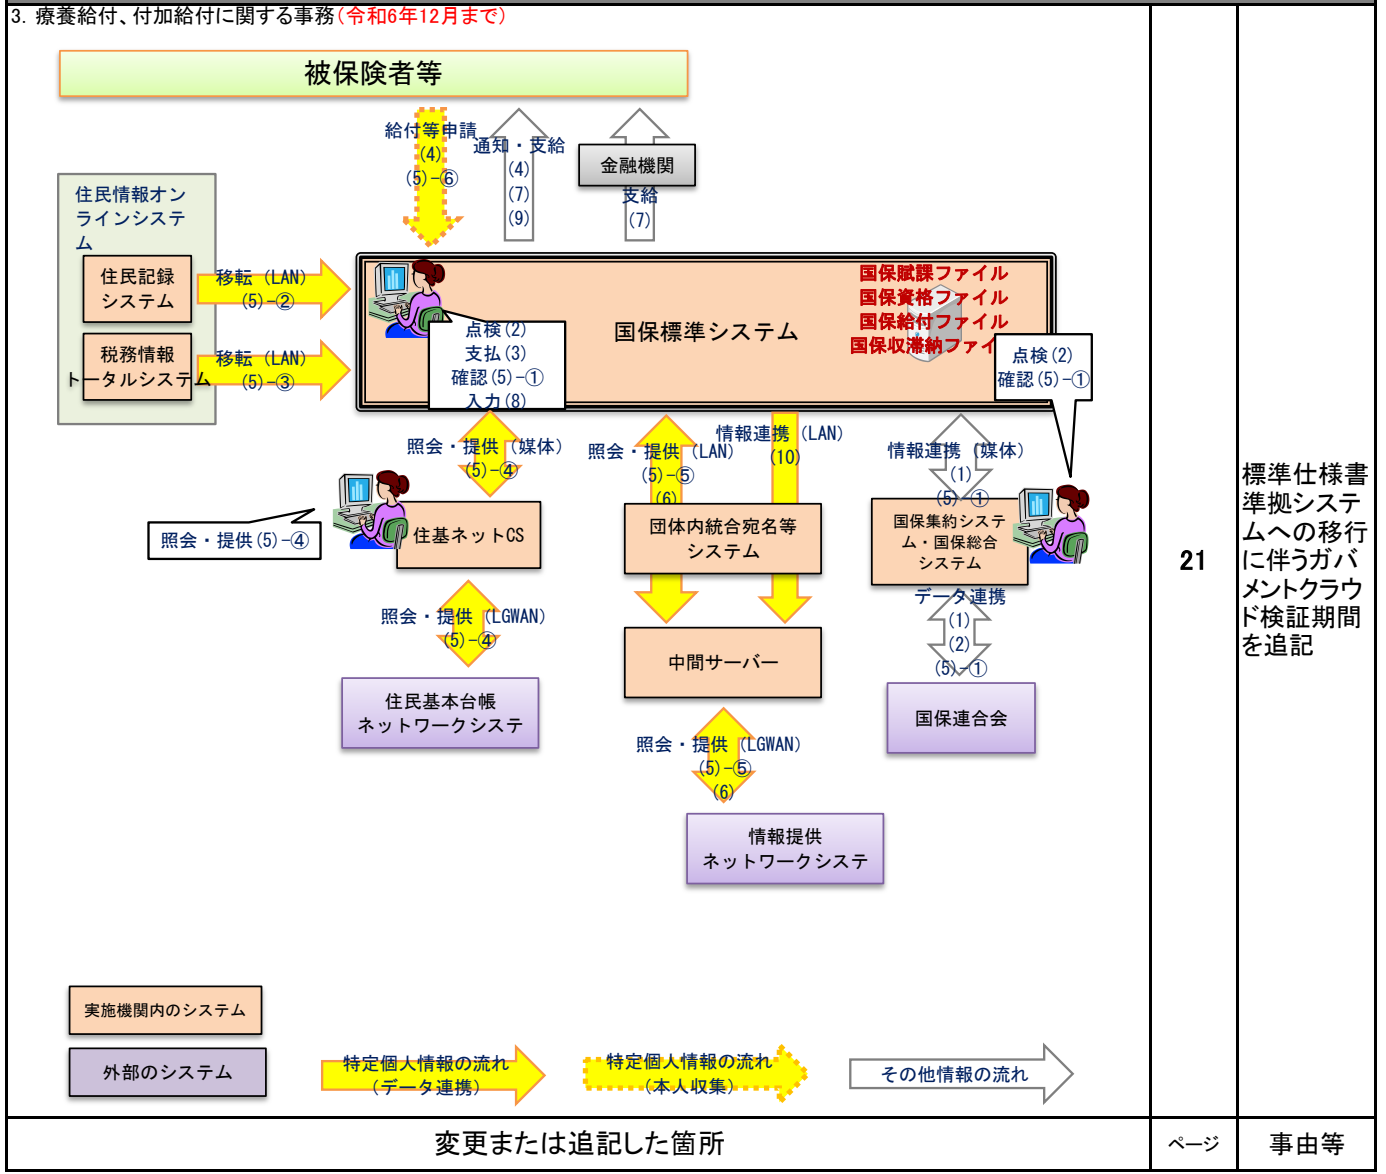 3. 療養給付、付加給付に関する事務(令和6年12月まで)
被保険者等
給付等申請
(4)
(5)-⑥
通知・支給
(4)
(7)
(9)
金融機関
支給
(7)
住民情報オン
ラインシステ
ム
住民記録
システム
移転（LAN）
(5)-②
税務情報
トータルシステム
移転（LAN）
(5)-③
国保標準システム
国保賦課ファイル
国保資格ファイル
国保給付ファイル
国保収滞納ファイ
点検(2)
支払(3)
確認(5)-①
入力(8)
点検(2)
確認(5)-①
照会・提供（媒体）
(5)-④
照会・提供（LAN）
(5)-⑤
(6)
情報連携（LAN）
(10)
情報連携（媒体）
(1)
(5)-①
照会・提供(5)-④
住基ネットCS
団体内統合宛名等
システム
国保集約システ
ム・国保総合
システム
照会・提供（LGWAN）
(5)-④
データ連携
(1)
(2)
(5)-①
中間サーバー
住民基本台帳
ネットワークシステ
国保連合会
照会・提供（LGWAN）
(5)-⑤
(6)
情報提供
ネットワークシステ
実施機関内のシステム
外部のシステム
特定個人情報の流れ
（データ連携）
特定個人情報の流れ
（本人収集）
その他情報の流れ
21
標準仕様書
準拠システ
ムへの移行
に伴うガバ
メントクラウ
ド検証期間
を追記
変更または追記した箇所
ページ
事由等